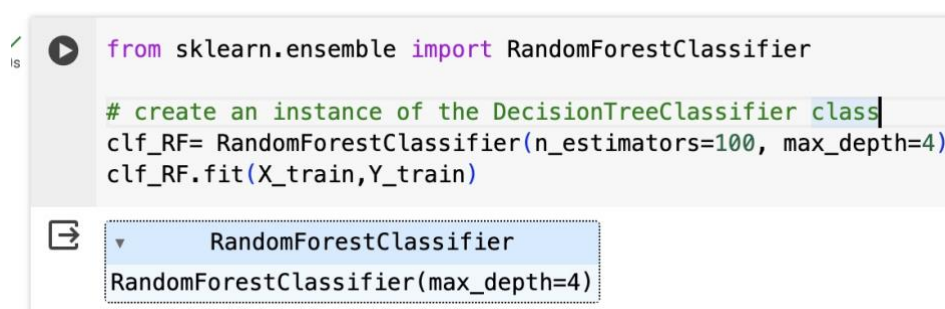 from sklearn.ensemble import RandomForestClassifier
# create an instance of the DecisionTreeClassifier class
clf_RF= RandomForestClassifier(n_estimators=100, max_depth=4)
clf_RF.fit(X_train,Y_train)
RandomForestClassifier
RandomForestClassifier(max_depth=4)